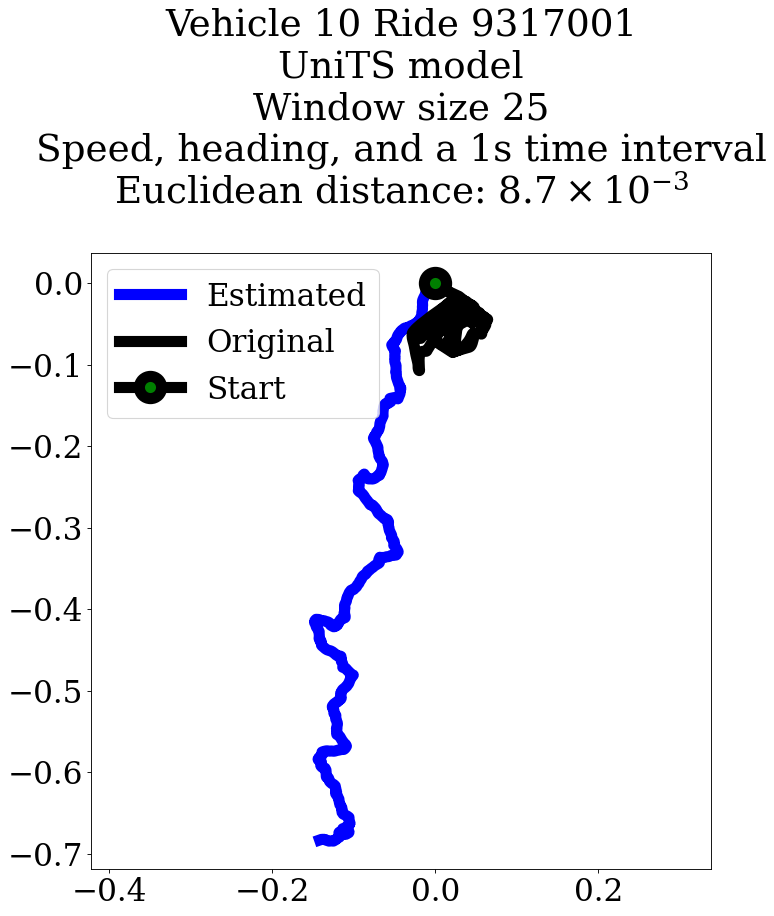 Vehicle 10 Ride 9317001
UniTS model
Window size 25
Speed, heading, and a 1s time interval
Euclidean distance: 8.7 × 10⁻³
Estimated
Original
Start
0.0
−0.1
−0.2
−0.3
−0.4
−0.5
−0.6
−0.7
−0.4 −0.2 0.0 0.2